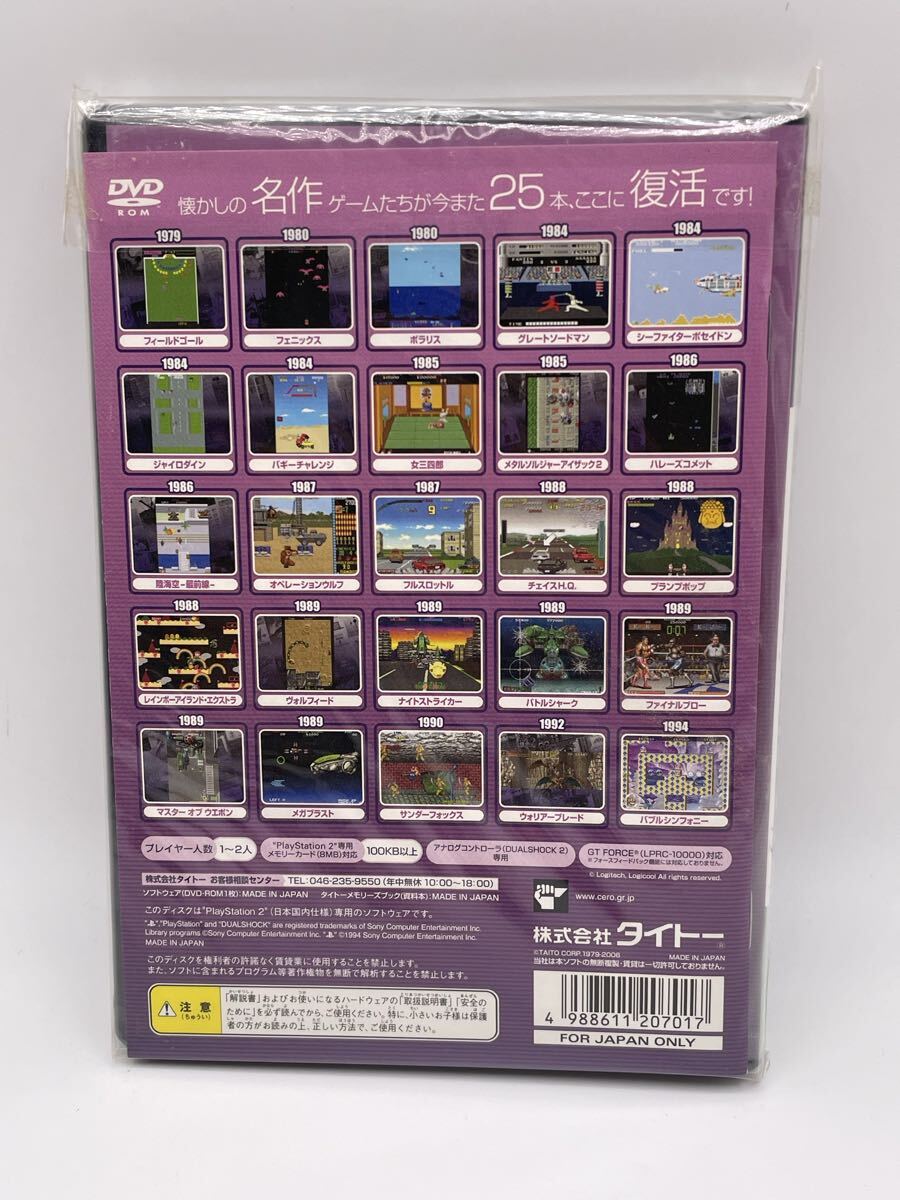 DVD
ROM
懐かしの 名作 ゲームたちが今また 25 本、ここに 復活 です!
1979 1980 1980 1984 1984
フィールドゴール フェニックス ポラリス グレートソードマン シーファイターポセイドン
1984 1984 1985 1985 1986
ジャイロダイン バギーチャレンジ 女三四郎 メタルソルジャーアイザック2 ハレーズコメット
1986 1987 1987 1988 1988
陸海空-最前線- オペレーションウルフ フルスロットル チェイスH.Q. プランプポップ
1988 1989 1989 1989 1989
レインボーアイランド・エクストラ ヴォルフィード ナイトストライカー バトルシャーク ファイナルブロー
1989 1989 1990 1992 1994
マスター オブ ウエポン メガブラスト サンダーフォックス ウォリアーブレード バブルシンフォニー
プレイヤー人数 1〜2人
"PlayStation 2"専用
メモリーカード(8MB)対応 100KB以上
アナログコントローラ(DUALSHOCK 2)
専用
GT FORCE®(LPRC-10000)対応
※フォースフィードバック機能には対応しておりません。
© Logitech, Logicool All rights reserved.
株式会社タイトー お客様相談センター TEL:046-235-9550(年中無休 10:00〜18:00)
ソフトウェア(DVD-ROM1枚):MADE IN JAPAN タイトーメモリーズブック(資料本):MADE IN JAPAN
このディスクは"PlayStation 2"(日本国内仕様)専用のソフトウェアです。
"PlayStation" and "DUALSHOCK" are registered trademarks of Sony Computer Entertainment Inc.
Library programs ©Sony Computer Entertainment Inc. ©1994 Sony Computer Entertainment Inc.
MADE IN JAPAN
このディスクを権利者の許諾なく賃貸業に使用することを禁止します。
また、ソフトに含まれるプログラム等著作権物を無断で解析することを禁止します。
www.cero.gr.jp
株式会社 タイトー®
©TAITO CORP.1979-2006 MADE IN JAPAN
当社は本ソフトの無断複製・賃貸は一切許可しておりません。
注意
(ちゅうい)
「解説書」およびお使いになるハードウェアの「取扱説明書」「安全の
ために」を必ず読んでから、ご使用ください。特に、小さいお子様は保護
者の方がお読みの上、正しい方法で、ご使用ください。
4 988611 207017
FOR JAPAN ONLY